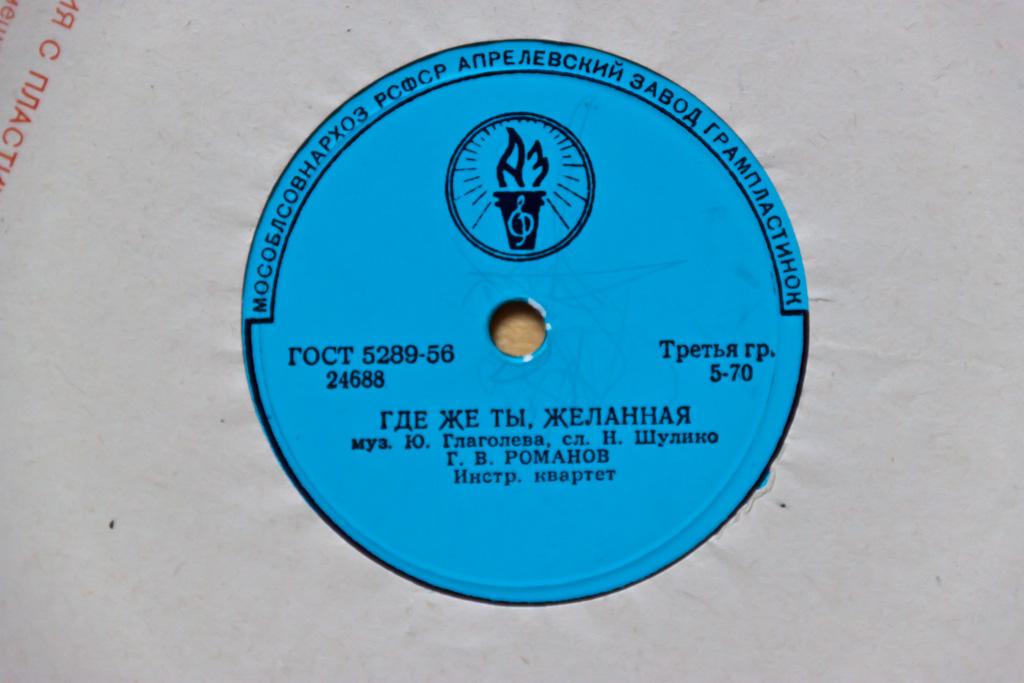 МОСОБЛСОВНАРХОЗ РСФСР АПРЕЛЕВСКИЙ ЗАВОД ГРАМПЛАСТИНОК
АЗ
ГОСТ 5289-56
24688
Третья гр.
5-70
ГДЕ ЖЕ ТЫ, ЖЕЛАННАЯ
муз. Ю. Глаголева, сл. Н. Шулико
Г. В. РОМАНОВ
Инстр. квартет
С